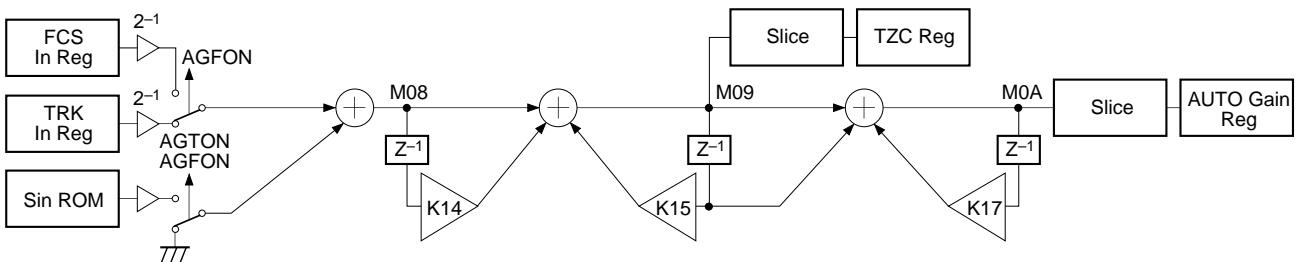 FCS
In Reg
2–1
AGFON
TRK
In Reg
2–1
AGTON
AGFON
Sin ROM
M08
Z–1
K14
Slice
TZC Reg
M09
Z–1
K15
M0A
Z–1
K17
Slice
AUTO Gain
Reg